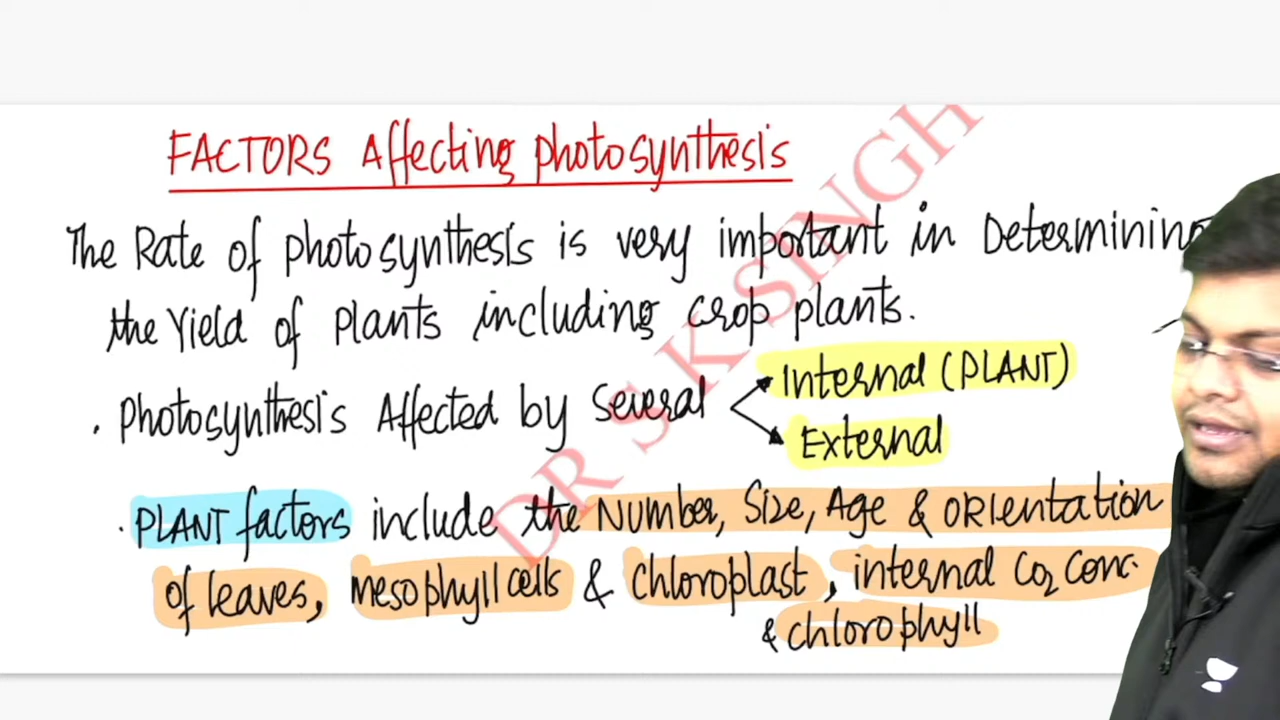 FACTORS Affecting photosynthesis
The Rate of photosynthesis is very important in Determining
the Yield of Plants including crop plants.
. Photosynthesis Affected by Several
Internal (PLANT)
External
. PLANT factors include the Number, Size, Age & ORIentation
of leaves, mesophyll cells & Chloroplast, internal CO2 Conc.
& chlorophyll
DR S K SINGH